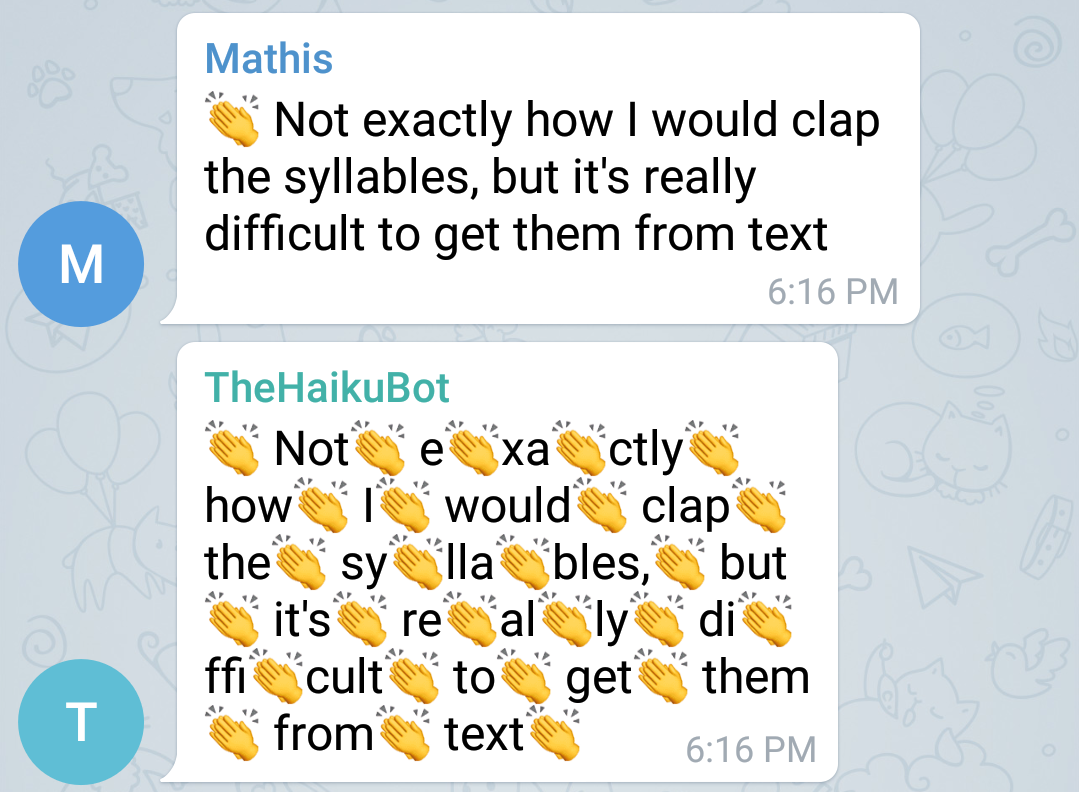 Mathis
👏 Not exactly how I would clap
the syllables, but it's really
difficult to get them from text
6:16 PM
M
TheHaikuBot
👏 Not👏 e👏xa👏ctly👏
how👏 I👏 would👏 clap👏
the👏 sy👏lla👏bles,👏 but
👏 it's👏 re👏al👏ly👏 di👏
ffi👏cult👏 to👏 get👏 them
👏 from👏 text👏
6:16 PM
T